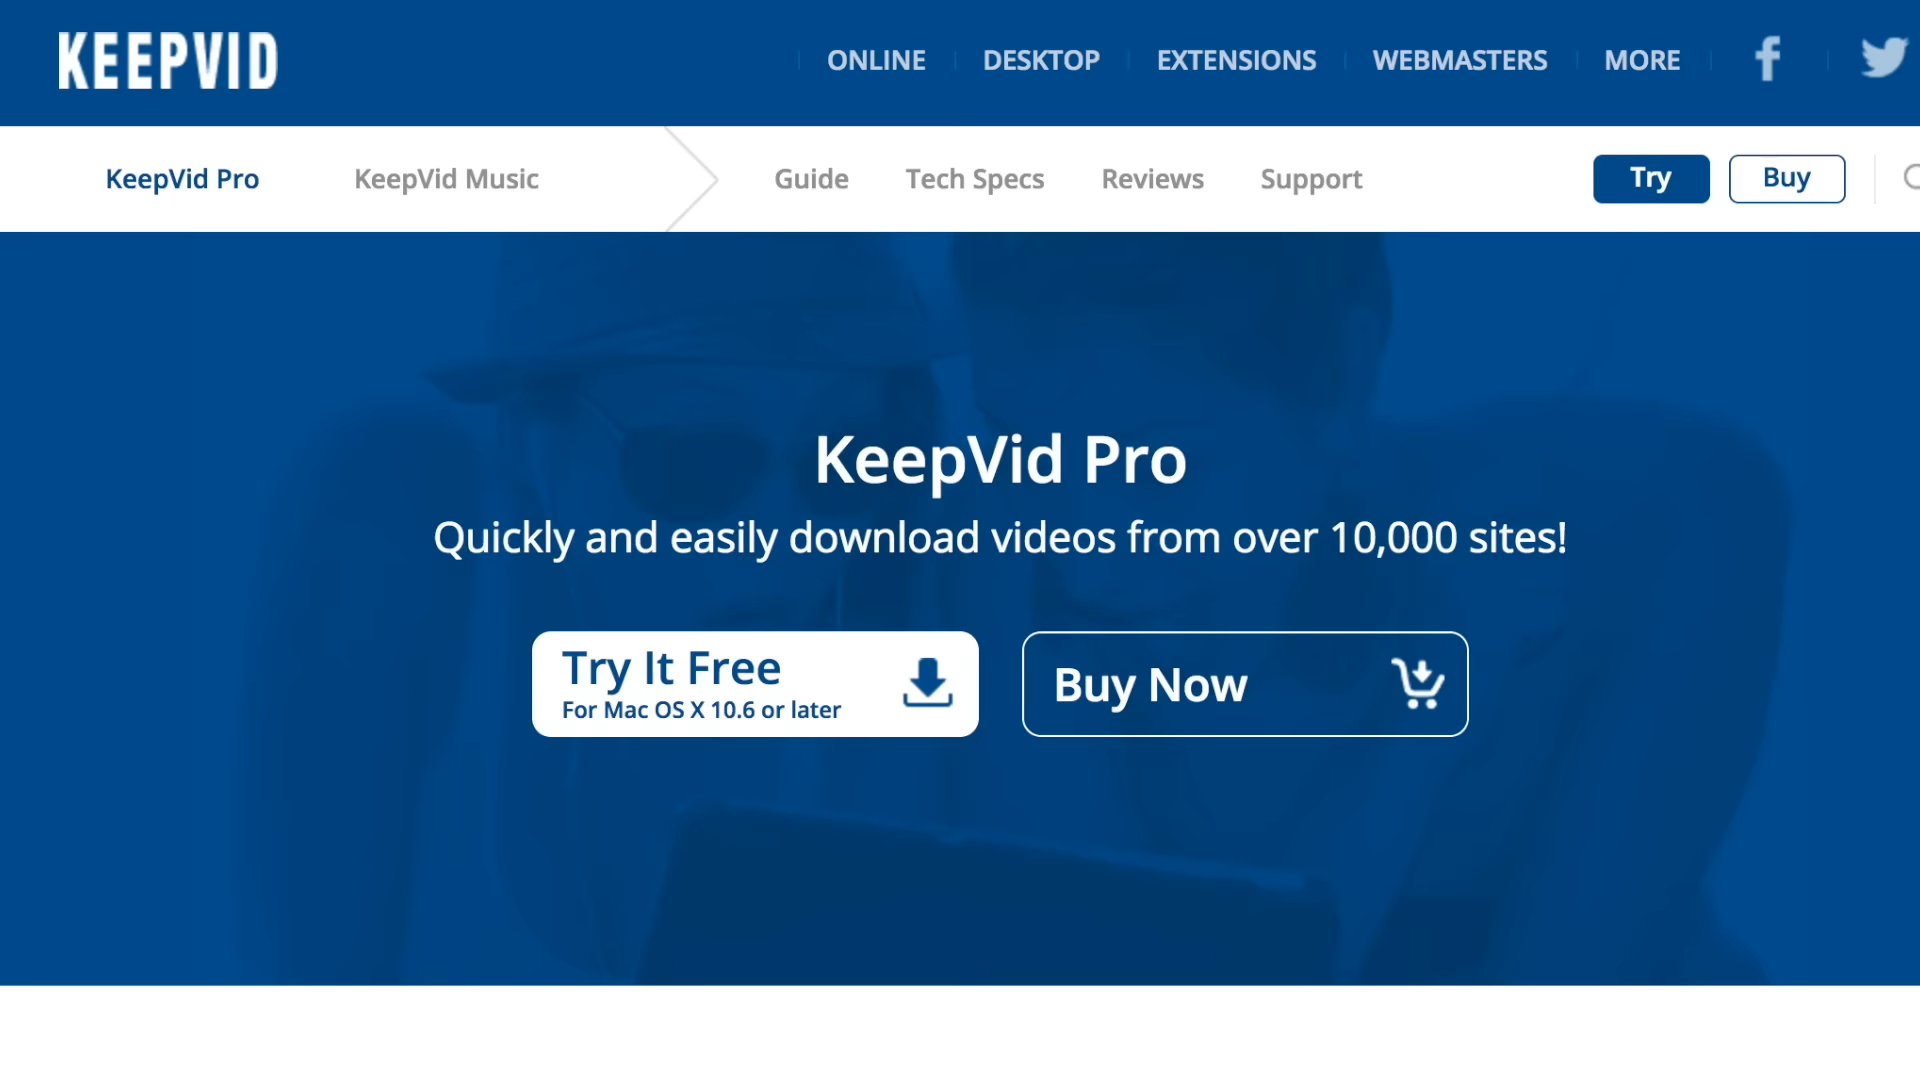 KEEPVID
ONLINE DESKTOP EXTENSIONS WEBMASTERS MORE
KeepVid Pro KeepVid Music Guide Tech Specs Reviews Support Try Buy
KeepVid Pro
Quickly and easily download videos from over 10,000 sites!
Try It Free
For Mac OS X 10.6 or later
Buy Now